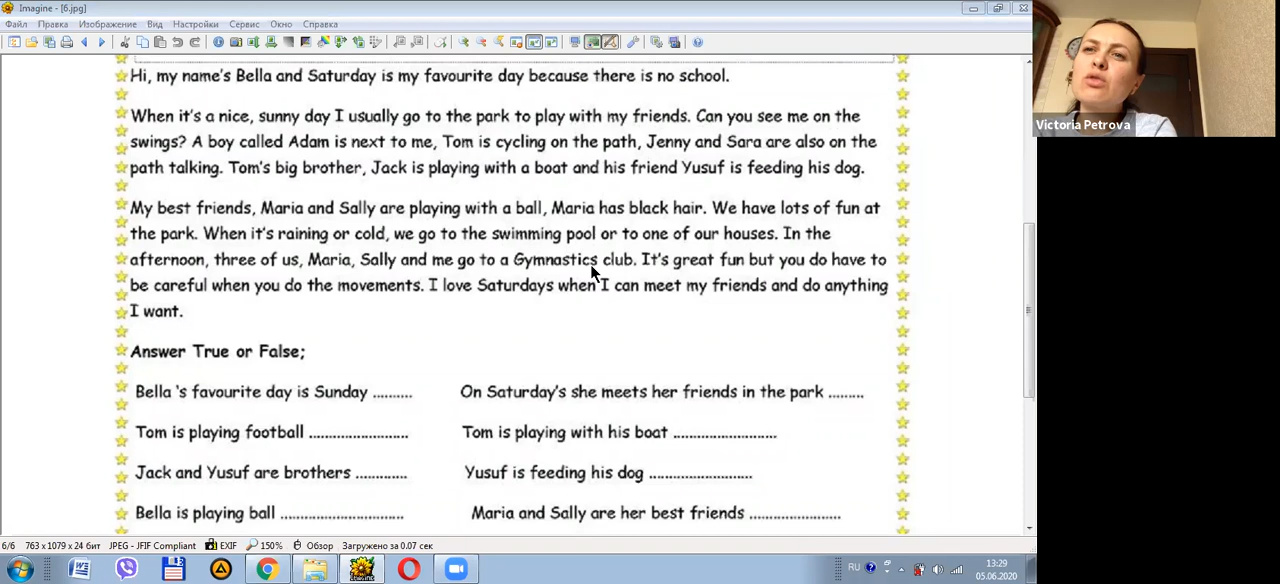 Imagine - [6.jpg]
Файл Правка Изображение Вид Настройки Сервис Окно Справка
Hi, my name's Bella and Saturday is my favourite day because there is no school.
When it's a nice, sunny day I usually go to the park to play with my friends. Can you see me on the
swings? A boy called Adam is next to me, Tom is cycling on the path, Jenny and Sara are also on the
path talking. Tom's big brother, Jack is playing with a boat and his friend Yusuf is feeding his dog.
My best friends, Maria and Sally are playing with a ball, Maria has black hair. We have lots of fun at
the park. When it's raining or cold, we go to the swimming pool or to one of our houses. In the
afternoon, three of us, Maria, Sally and me go to a Gymnastics club. It's great fun but you do have to
be careful when you do the movements. I love Saturdays when I can meet my friends and do anything
I want.
Answer True or False;
Bella 's favourite day is Sunday .......... On Saturday's she meets her friends in the park .........
Tom is playing football ......................... Tom is playing with his boat ..........................
Jack and Yusuf are brothers ............. Yusuf is feeding his dog ..........................
Bella is playing ball ............................... Maria and Sally are her best friends .......................
6/6 763 x 1079 x 24 бит JPEG - JFIF Compliant EXIF 150% Обзор Загружено за 0.07 сек
RU 13:29
05.06.2020
Victoria Petrova